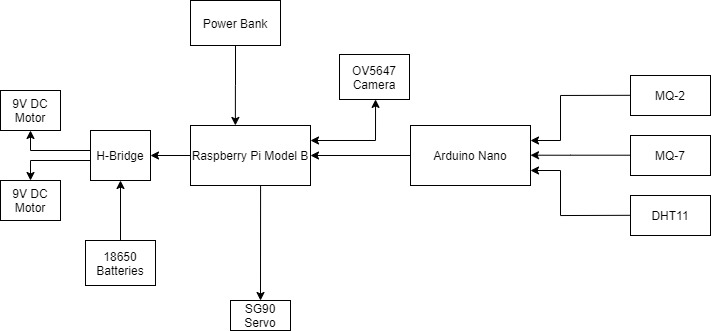 Power Bank
OV5647
Camera
MQ-2
9V DC
Motor
H-Bridge
Raspberry Pi Model B
Arduino Nano
MQ-7
9V DC
Motor
DHT11
18650
Batteries
SG90
Servo